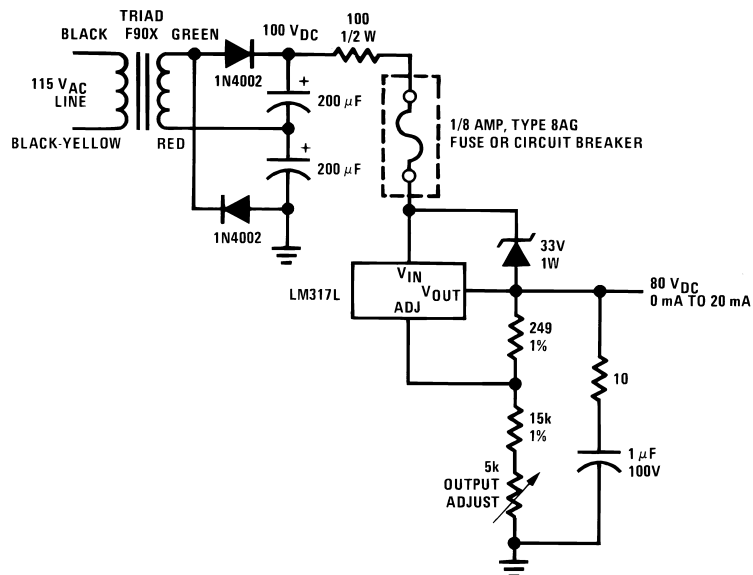 TRIAD
F90X
BLACK
GREEN
115 VAC
LINE
BLACK-YELLOW
RED
1N4002
100 VDC
+
200 μF
+
200 μF
1N4002
100
1/2 W
1/8 AMP, TYPE 8AG
FUSE OR CIRCUIT BREAKER
33V
1W
LM317L
VIN
VOUT
ADJ
80 VDC
0 mA TO 20 mA
249
1%
10
15k
1%
5k
OUTPUT
ADJUST
1 μF
100V